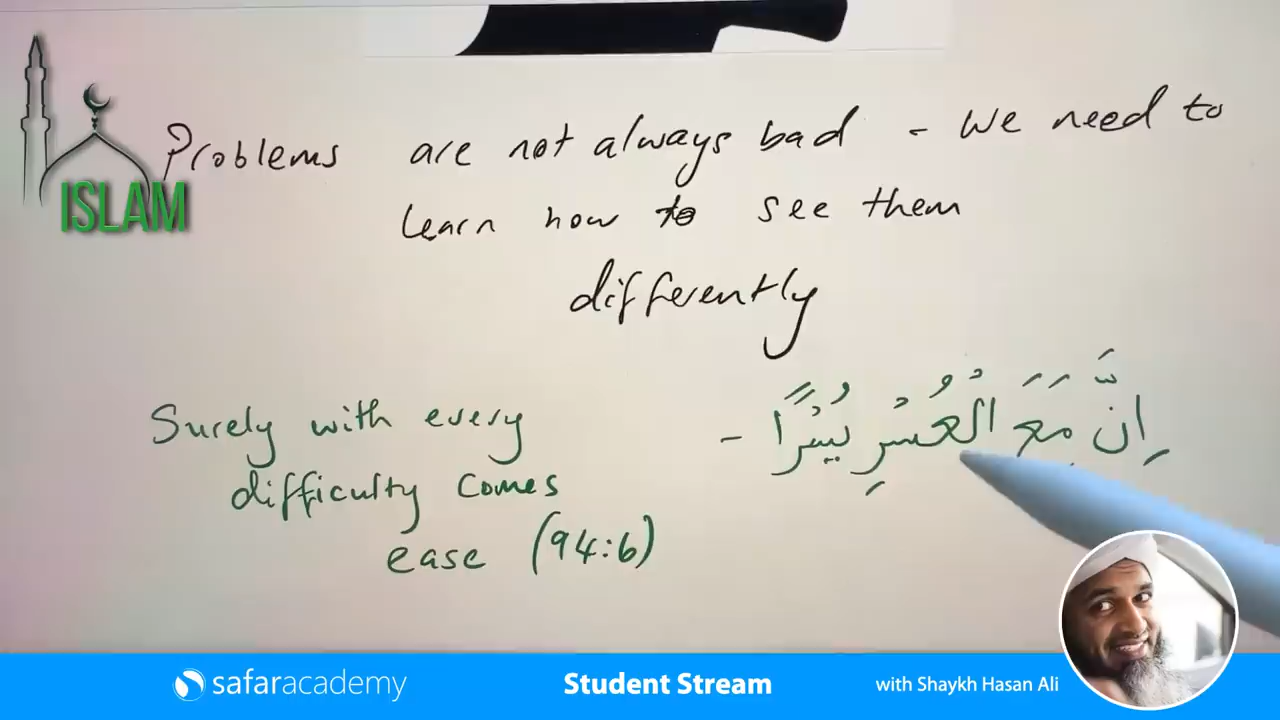 Problems are not always bad - We need to
learn how to see them
differently
ISLAM
Surely with every
difficulty comes
ease (94:6)
اِنَّ مَعَ الْعُسْرِ يُسْرًا -
safaracademy
Student Stream
with Shaykh Hasan Ali